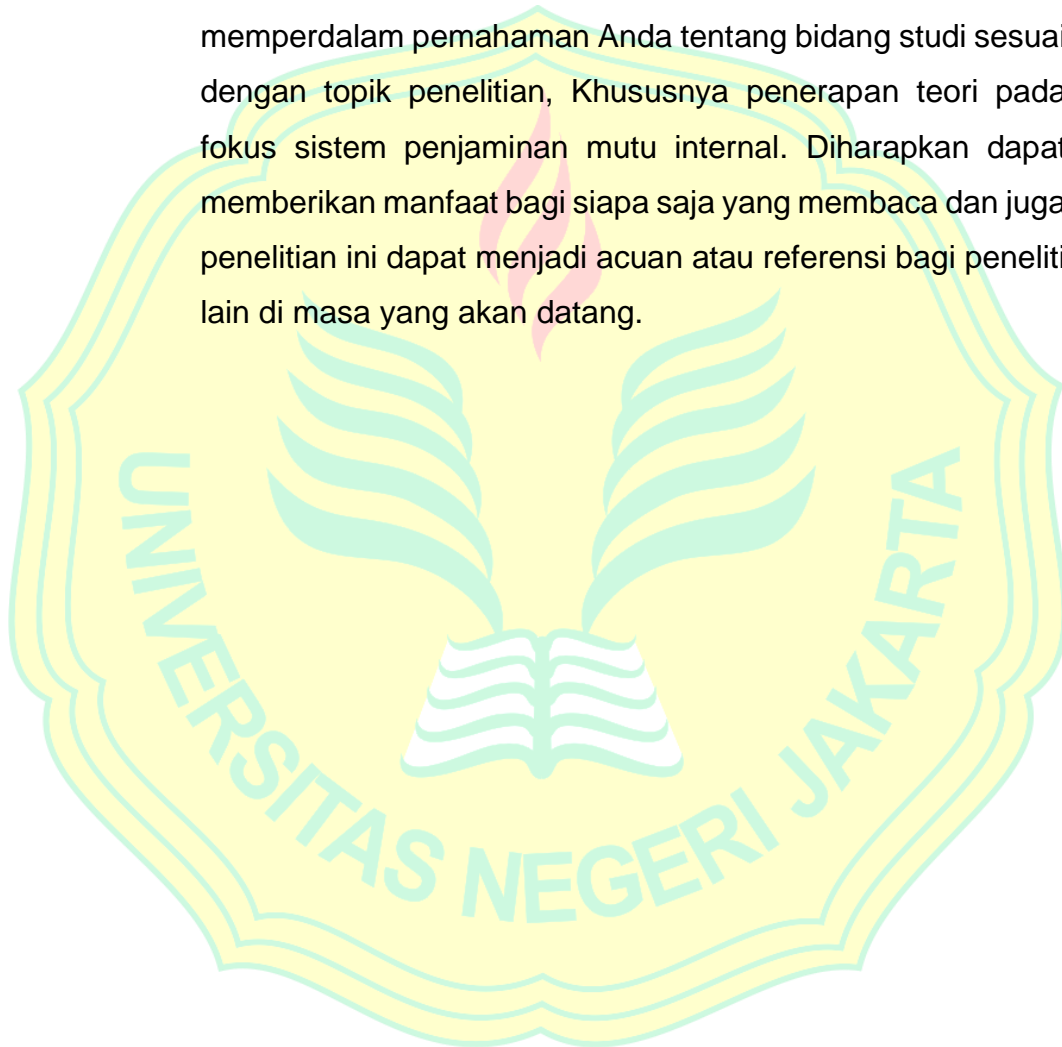 memperdalam pemahaman Anda tentang bidang studi sesuai
dengan topik penelitian, Khususnya penerapan teori pada
fokus sistem penjaminan mutu internal. Diharapkan dapat
memberikan manfaat bagi siapa saja yang membaca dan juga
penelitian ini dapat menjadi acuan atau referensi bagi peneliti
lain di masa yang akan datang.
UNIVERSITAS NEGERI JAKARTA